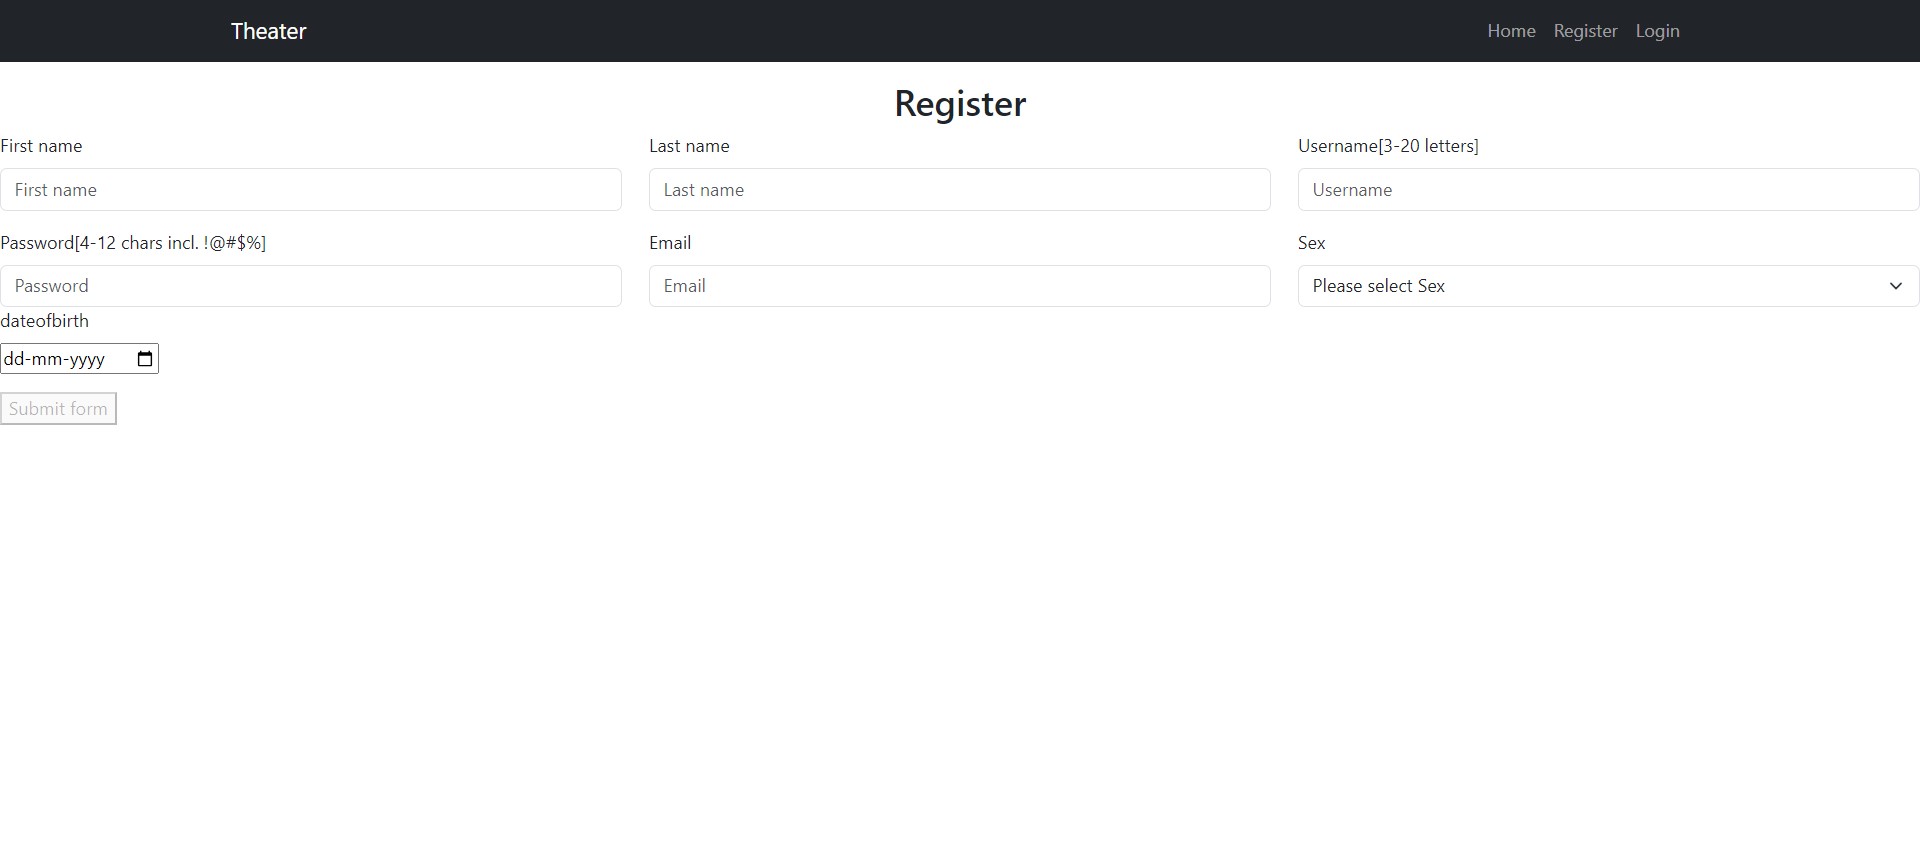 Theater
Home Register Login
Register
First name
Last name
Username[3-20 letters]
First name
Last name
Username
Password[4-12 chars incl. !@#$%]
Email
Sex
Password
Email
Please select Sex
dateofbirth
dd-mm-yyyy
Submit form